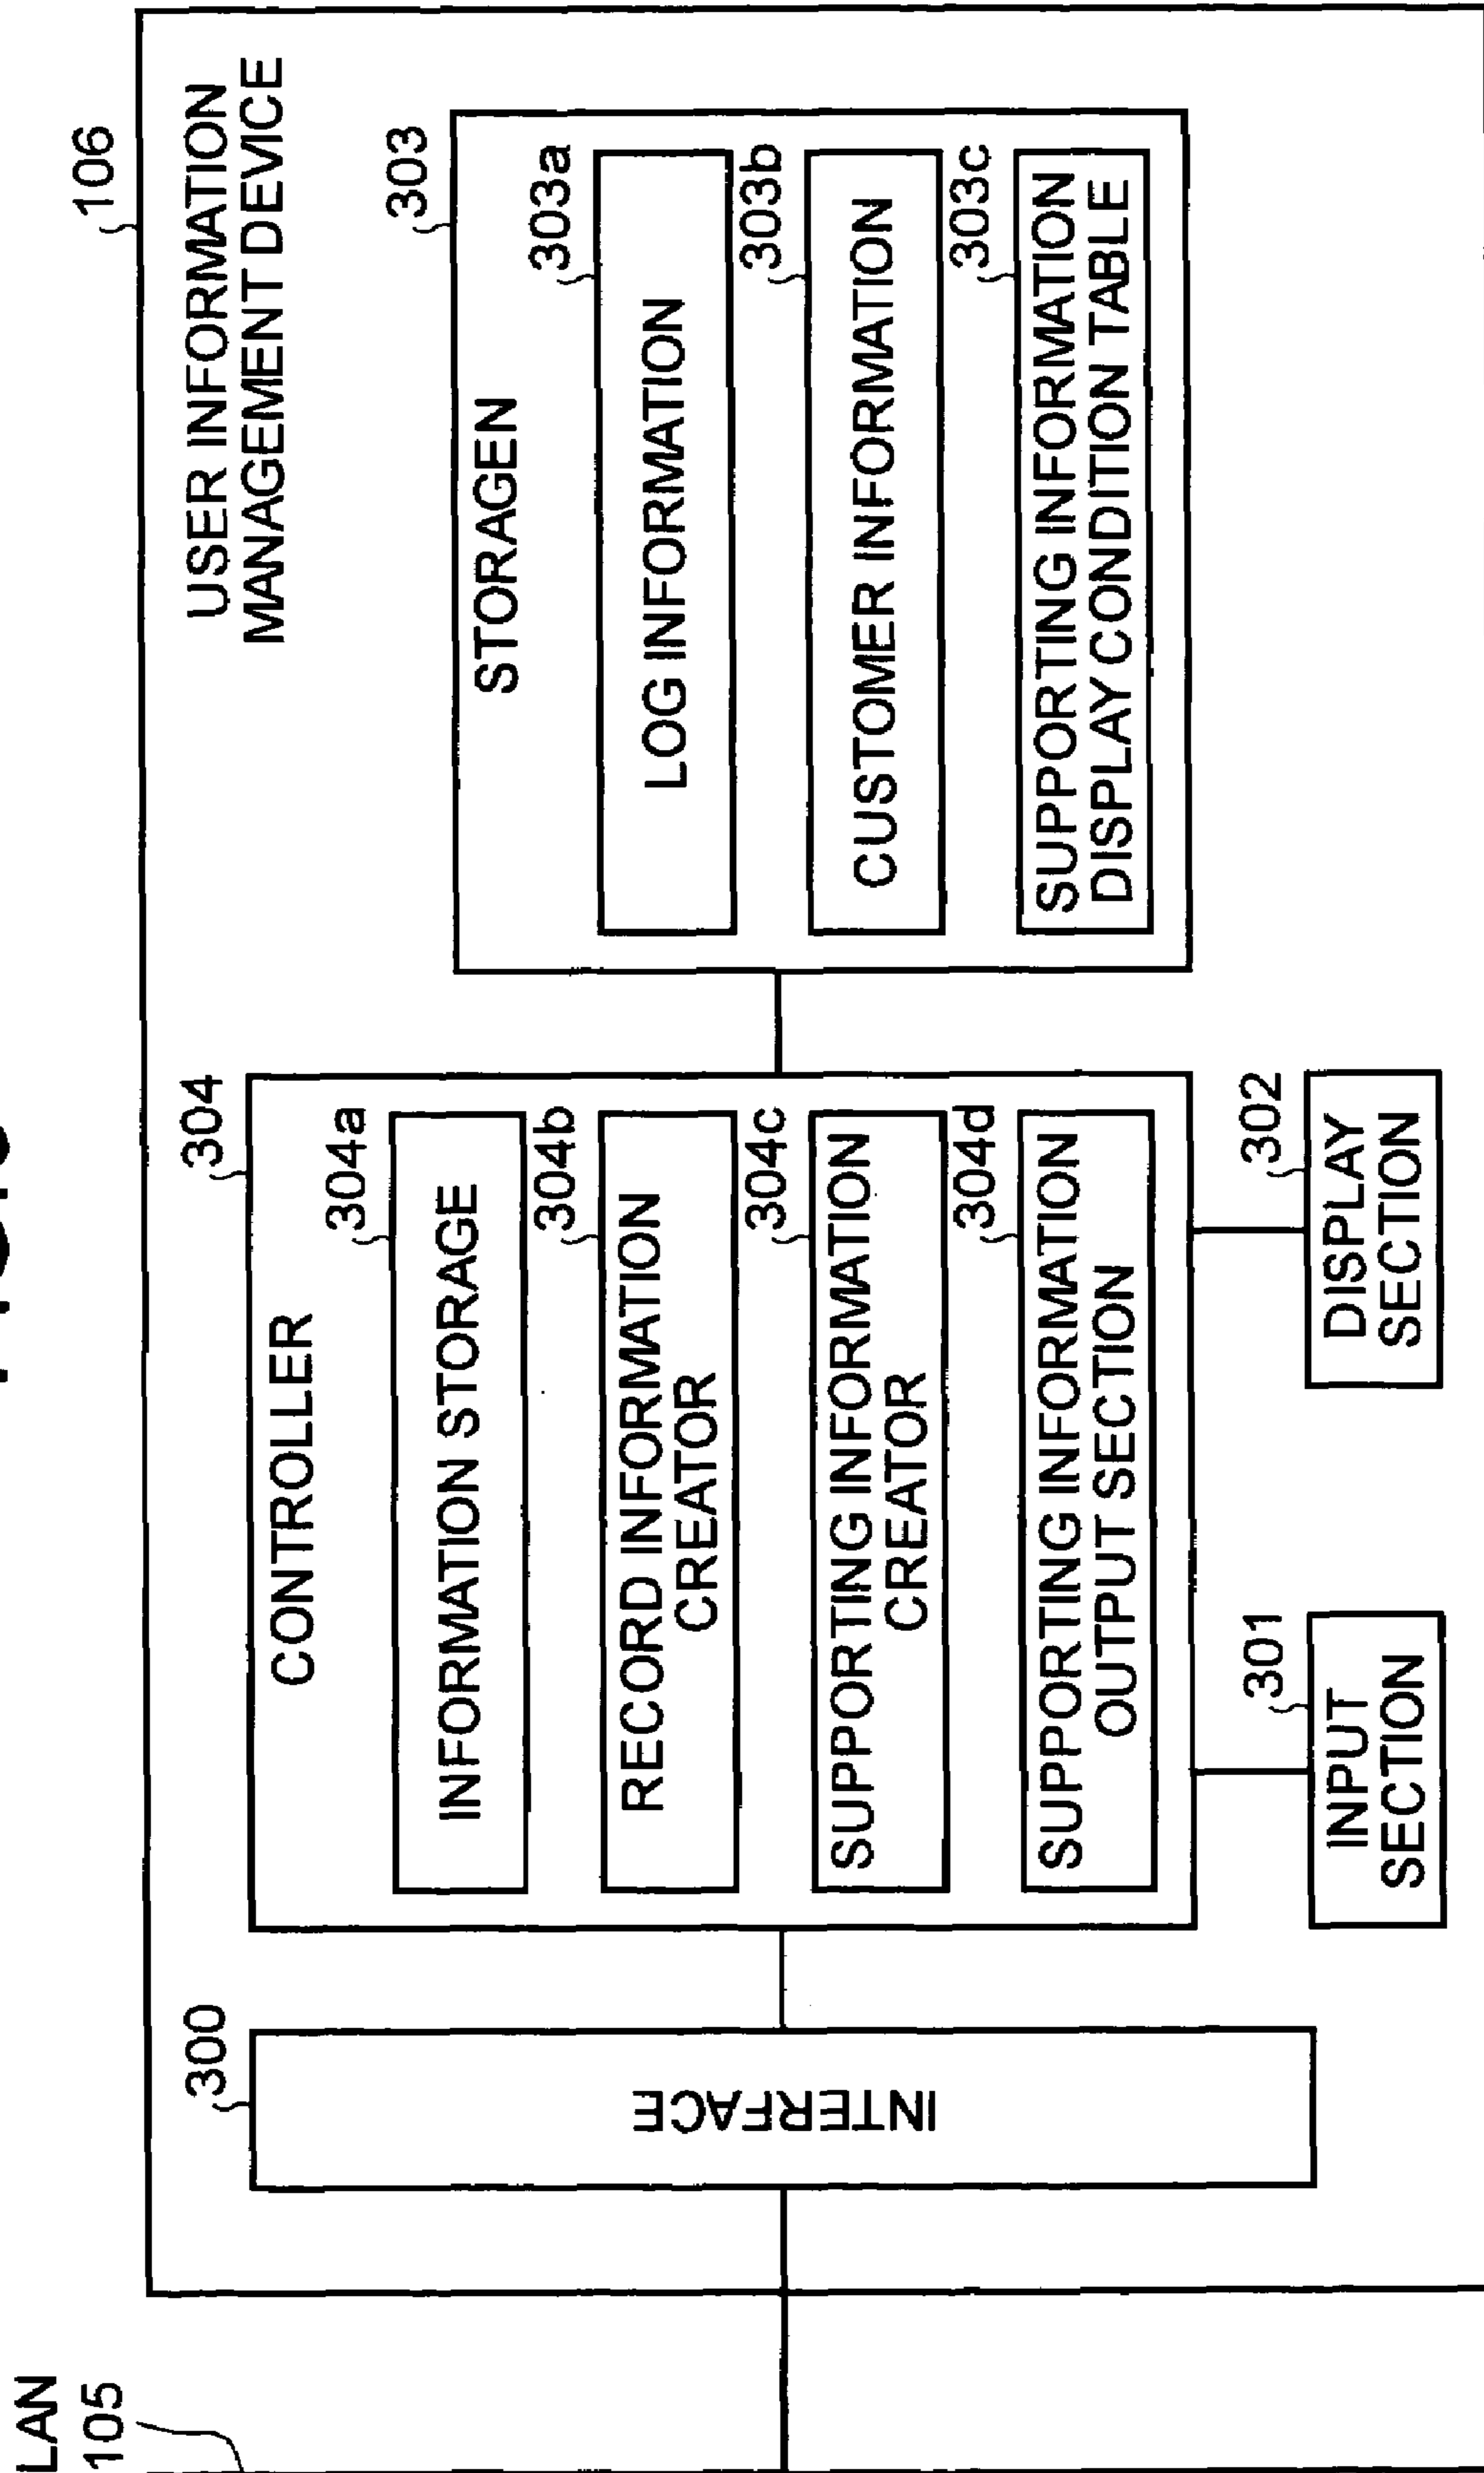 LAN
105
106
USER INFORMATION
MANAGEMENT DEVICE
300
INTERFACE
304
CONTROLLER
304a
INFORMATION STORAGE
304b
RECORD INFORMATION
CREATOR
304c
SUPPORTING INFORMATION
CREATOR
304d
SUPPORTING INFORMATION
OUTPUT SECTION
301
INPUT
SECTION
302
DISPLAY
SECTION
303
STORAGEN
303a
LOG INFORMATION
303b
CUSTOMER INFORMATION
303c
SUPPORTING INFORMATION
DISPLAY CONDITION TABLE